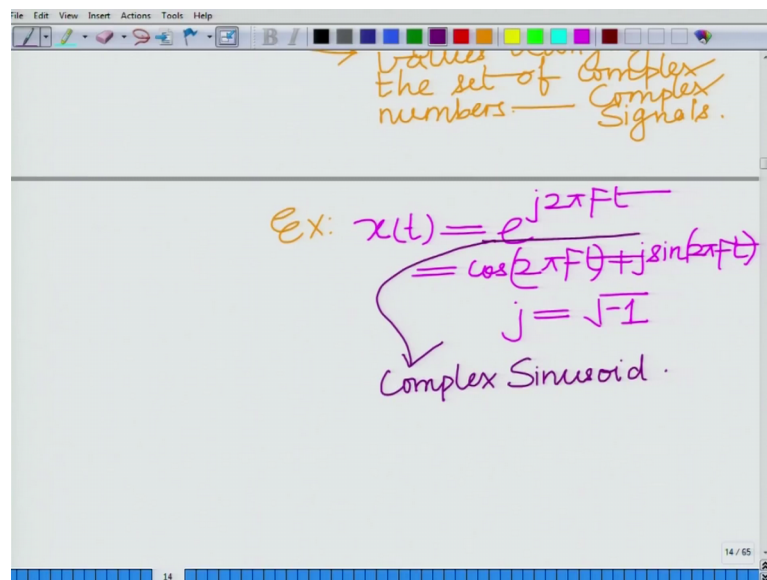 File Edit View Insert Actions Tools Help
B I
the set of complex
numbers. — Complex
Signals.
Ex: x(t) = e^{j2πFt}
= cos(2πFt) + j sin(2πFt)
j = √-1
Complex Sinusoid.
14 / 65
14